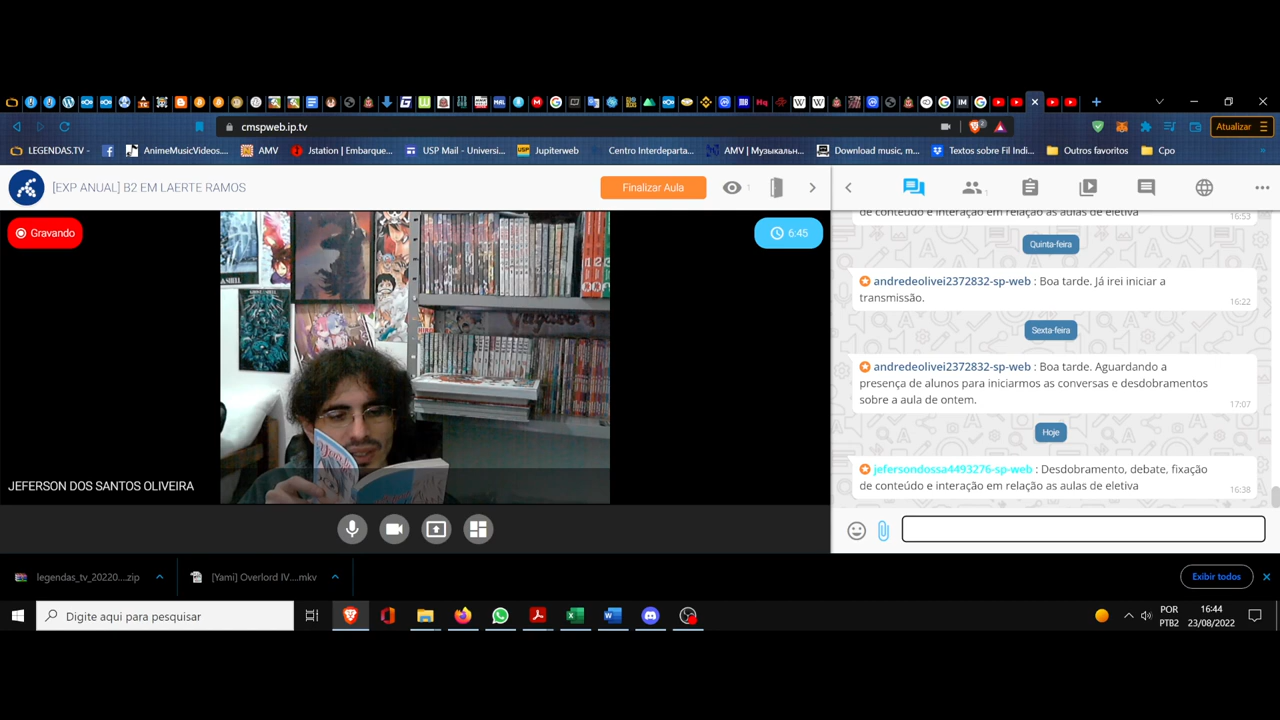 cmspweb.ip.tv
Atualizar
LEGENDAS.TV -
AnimeMusicVideos...
AMV
Jstation | Embarque...
USP Mail - Universi...
Jupiterweb
Centro Interdeparta...
AMV | Музыкальн...
Download music, m...
Textos sobre Fil Indi...
Outros favoritos
Cpo
[EXP ANUAL] B2 EM LAERTE RAMOS
Finalizar Aula
1
1
Gravando
6:45
JEFERSON DOS SANTOS OLIVEIRA
de conteúdo e interação em relação as aulas de eletiva
16:53
Quinta-feira
andredeolivei2372832-sp-web : Boa tarde. Já irei iniciar a
transmissão.
16:22
Sexta-feira
andredeolivei2372832-sp-web : Boa tarde. Aguardando a
presença de alunos para iniciarmos as conversas e desdobramentos
sobre a aula de ontem.
17:07
Hoje
jefersondossa4493276-sp-web : Desdobramento, debate, fixação
de conteúdo e interação em relação as aulas de eletiva
16:38
legendas_tv_20220....zip
[Yami] Overlord IV....mkv
Exibir todos
Digite aqui para pesquisar
POR
PTB2
16:44
23/08/2022